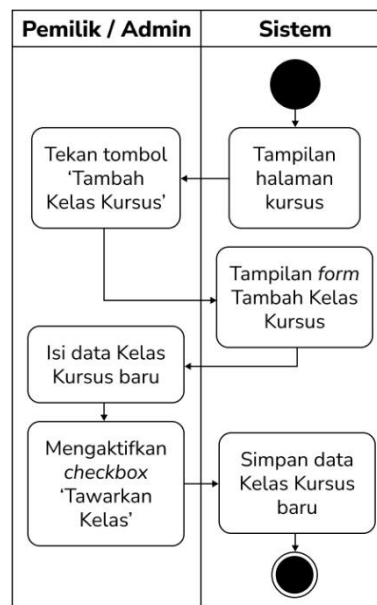 Pemilik / Admin
Sistem
Tampilan
halaman
kursus
Tekan tombol
‘Tambah
Kelas Kursus’
Tampilan form
Tambah Kelas
Kursus
Isi data Kelas
Kursus baru
Mengaktifkan
checkbox
‘Tawarkan
Kelas’
Simpan data
Kelas Kursus
baru